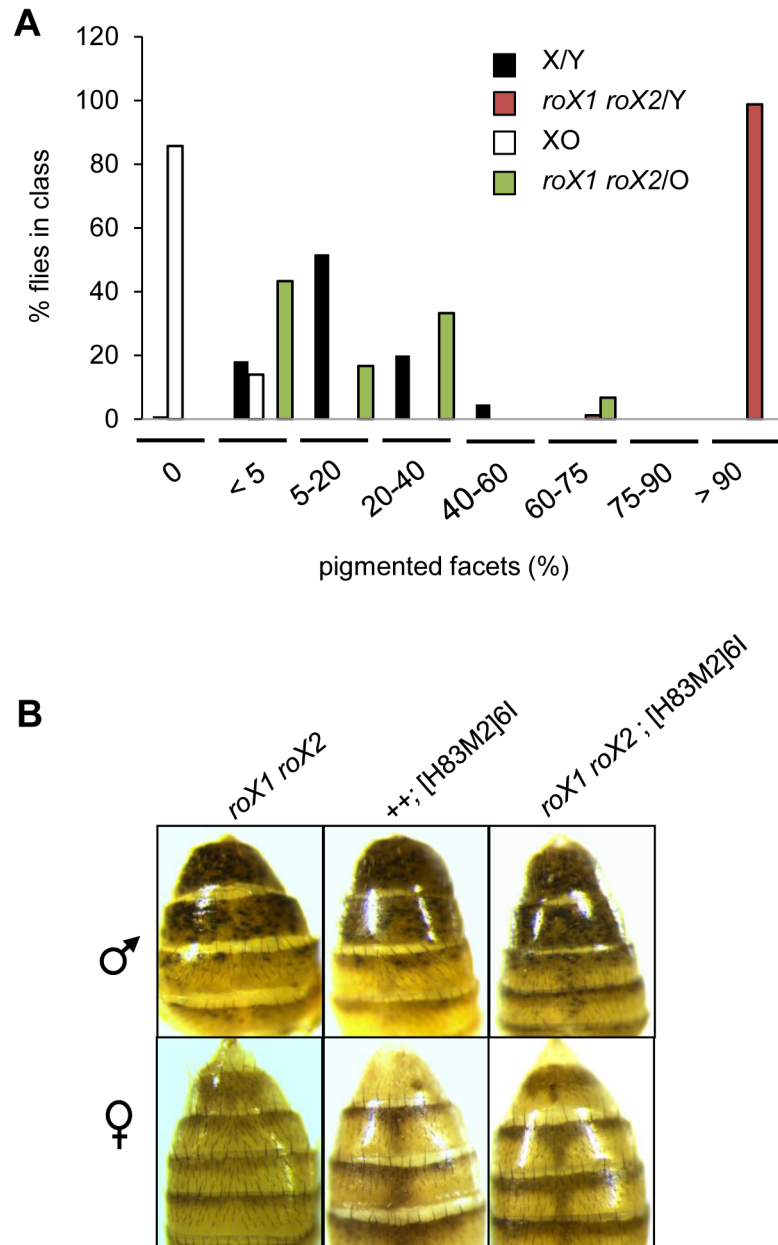 A
120
100
80
60
40
20
0
% flies in class
X/Y
roX1 roX2/Y
XO
roX1 roX2/O
0
< 5
5-20
20-40
40-60
60-75
75-90
> 90
pigmented facets (%)
B
roX1 roX2
++; [H83M2]6I
roX1 roX2 ; [H83M2]6I
♂
♀